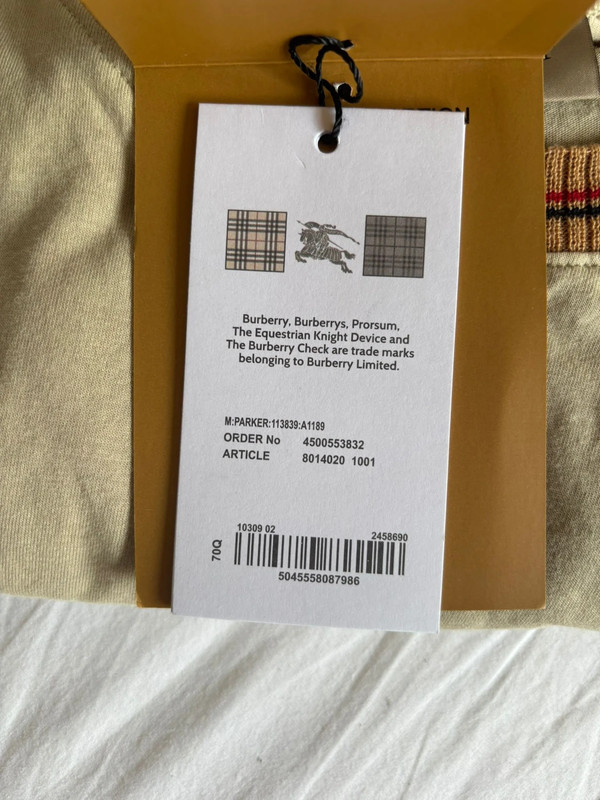 Burberry, Burberrys, Prorsum,
The Equestrian Knight Device and
The Burberry Check are trade marks
belonging to Burberry Limited.
M:PARKER:113839:A1189
ORDER No 4500553832
ARTICLE 8014020 1001
10309 02 2458690
70Q
5045558087986